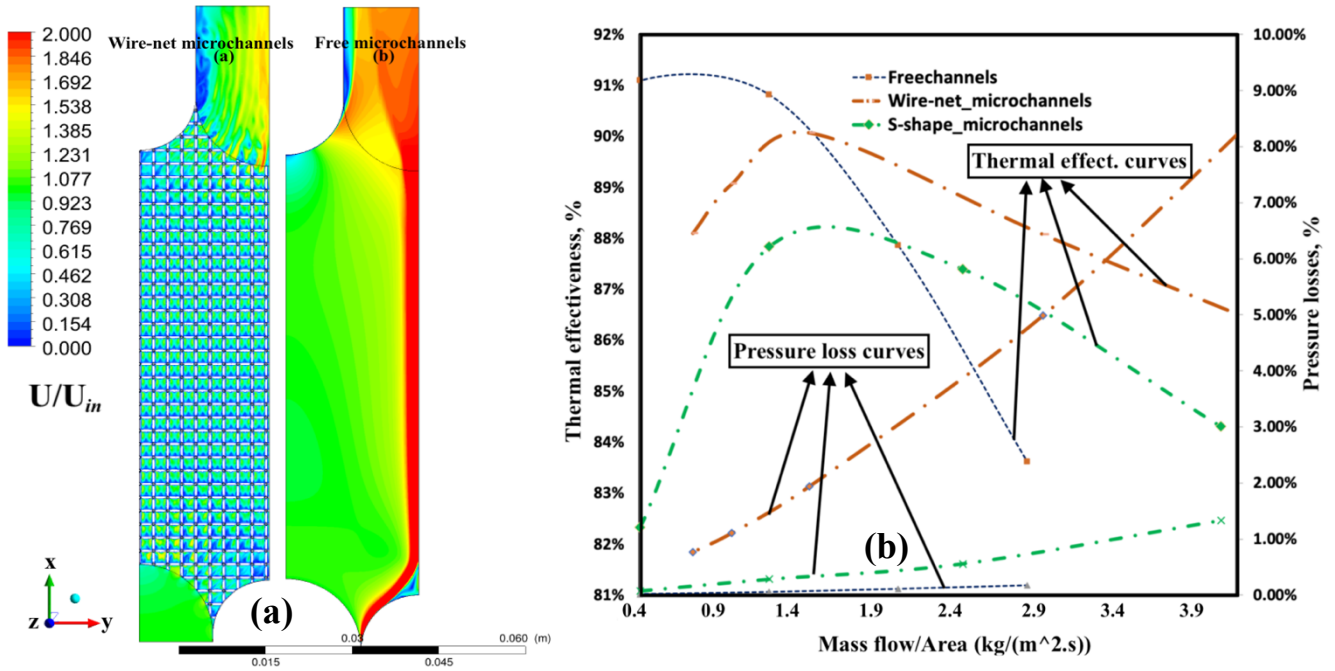 2.000
1.846
1.692
1.538
1.385
1.231
1.077
0.923
0.769
0.615
0.462
0.308
0.154
0.000
U/Uin
Wire-net microchannels
(a)
Free microchannels
(b)
x
z
y
(a)
0.03
0.060 (m)
0.015
0.045
92%
91%
90%
89%
88%
87%
86%
85%
84%
83%
82%
81%
Thermal effectiveness, %
Freechannels
Wire-net_microchannels
S-shape_microchannels
Thermal effect. curves
Pressure loss curves
(b)
10.00%
9.00%
8.00%
7.00%
6.00%
5.00%
4.00%
3.00%
2.00%
1.00%
0.00%
Pressure losses, %
0.4 0.9 1.4 1.9 2.4 2.9 3.4 3.9
Mass flow/Area (kg/(m^2.s))